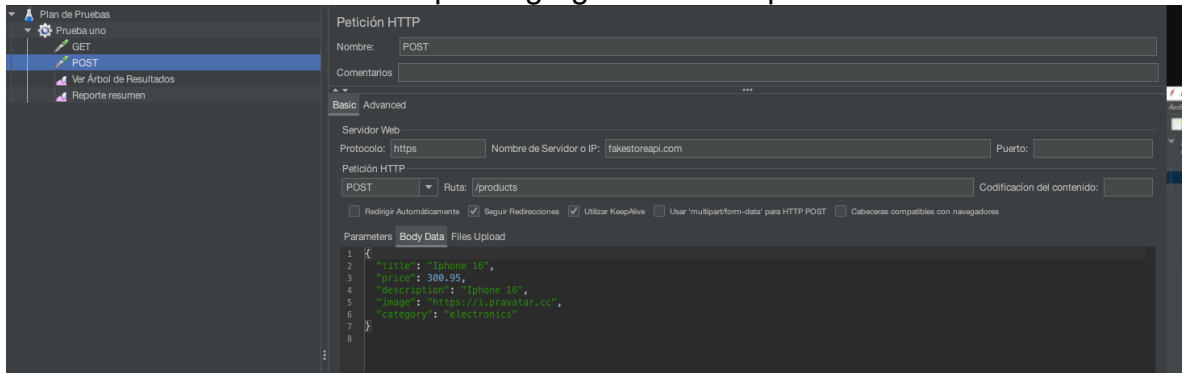 Plan de Pruebas
Prueba uno
GET
POST
Ver Árbol de Resultados
Reporte resumen
Petición HTTP
Nombre: POST
Comentarios
Basic Advanced
Servidor Web
Protocolo: https Nombre de Servidor o IP: fakestoreapi.com Puerto:
Petición HTTP
POST Ruta: /products Codificacíon del contenido:
Redirigir Automáticamente Seguir Redirecciones Utilizar KeepAlive Usar 'multipart/form-data' para HTTP POST Cabeceras compatibles con navegadores
Parameters Body Data Files Upload
1 {
2 "title": "Iphone 16",
3 "price": 300.95,
4 "description": "Iphone 16",
5 "image": "https://i.pravatar.cc",
6 "category": "electronics"
7 }
8